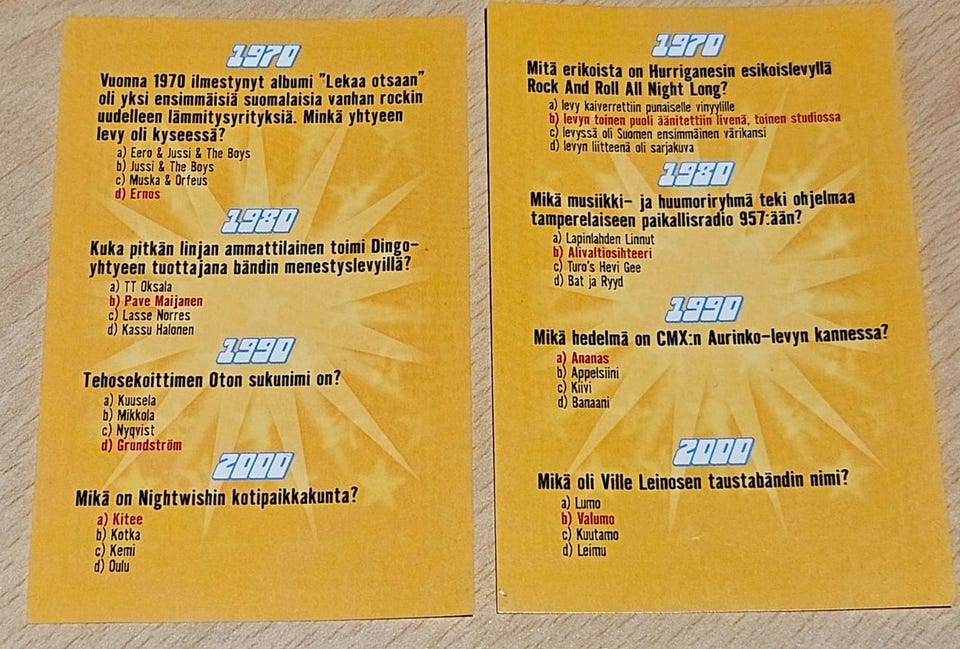 1970
Vuonna 1970 ilmestynyt albumi "Lekaa otsaan"
oli yksi ensimmäisiä suomalaisia vanhan rockin
uudelleen lämmitysyrityksiä. Minkä yhtyeen
levy oli kyseessä?
a) Eero & Jussi & The Boys
b) Jussi & The Boys
c) Muska & Orfeus
d) Ernos
1980
Kuka pitkän linjan ammattilainen toimi Dingo-
yhtyeen tuottajana bändin menestyslevyillä?
a) TT Oksala
b) Pave Maijanen
c) Lasse Norres
d) Kassu Halonen
1990
Tehosekoittimen Oton sukunimi on?
a) Kuusela
b) Mikkola
c) Nyqvist
d) Grundström
2000
Mikä on Nightwishin kotipaikkakunta?
a) Kitee
b) Kotka
c) Kemi
d) Oulu
1970
Mitä erikoista on Hurriganesin esikoislevyllä
Rock And Roll All Night Long?
a) levy kaiverrettiin punaiselle vinyylille
b) levyn toinen puoli äänitettiin livenä, toinen studiossa
c) levyssä oli Suomen ensimmäinen värikansi
d) levyn liitteenä oli sarjakuva
1980
Mikä musiikki- ja huumoriryhmä teki ohjelmaa
tamperelaiseen paikallisradio 957:ään?
a) Lapinlahden Linnut
b) Alivaltiosihteeri
c) Turo's Hevi Gee
d) Bat ja Ryyd
1990
Mikä hedelmä on CMX:n Aurinko-levyn kannessa?
a) Ananas
b) Appelsiini
c) Kiivi
d) Banaani
2000
Mikä oli Ville Leinosen taustabändin nimi?
a) Lumo
b) Valumo
c) Kuutamo
d) Leimu